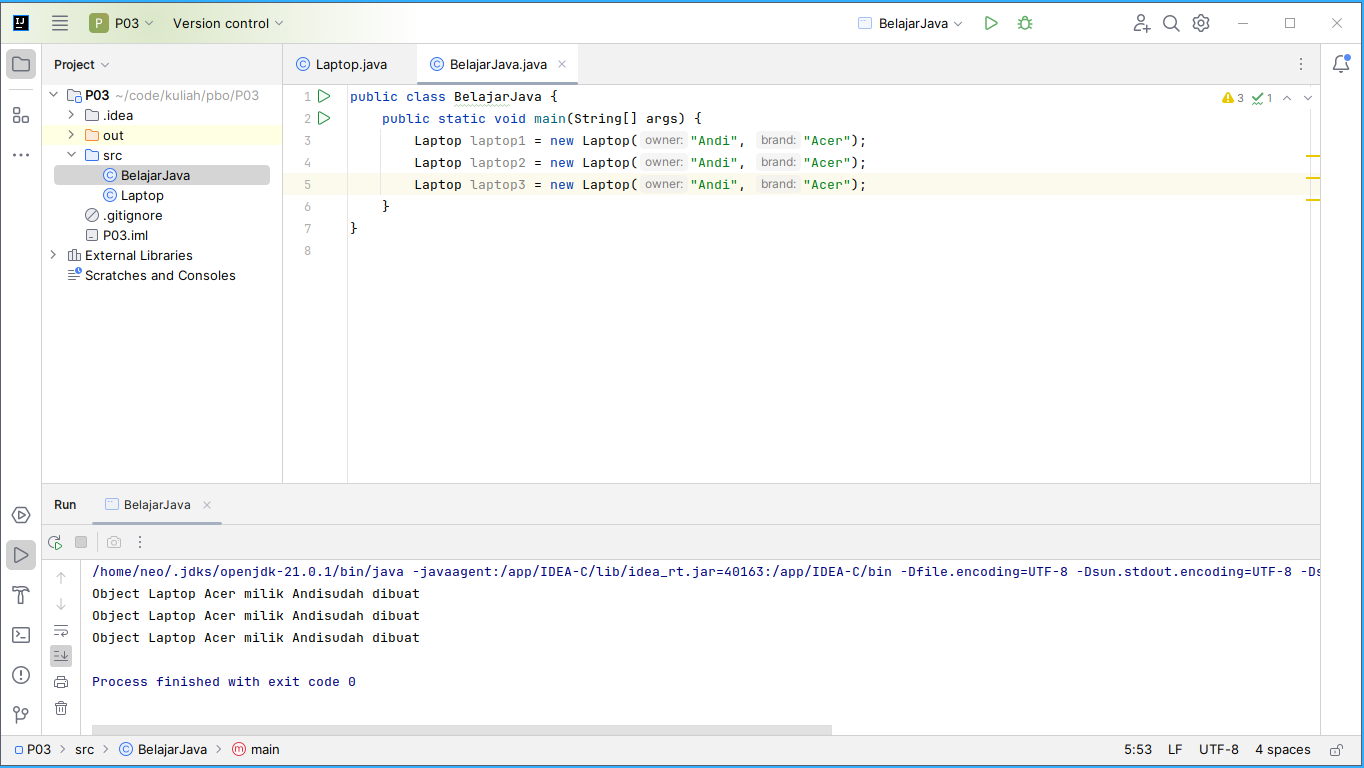 P P03 Version control BelajarJava
Project
Laptop.java BelajarJava.java
P03 ~/code/kuliah/pbo/P03
.idea
out
src
BelajarJava
Laptop
.gitignore
P03.iml
External Libraries
Scratches and Consoles
3 1
1 public class BelajarJava {
2 public static void main(String[] args) {
3 Laptop laptop1 = new Laptop( owner: "Andi", brand: "Acer");
4 Laptop laptop2 = new Laptop( owner: "Andi", brand: "Acer");
5 Laptop laptop3 = new Laptop( owner: "Andi", brand: "Acer");
6 }
7 }
8
Run BelajarJava
/home/neo/.jdks/openjdk-21.0.1/bin/java -javaagent:/app/IDEA-C/lib/idea_rt.jar=40163:/app/IDEA-C/bin -Dfile.encoding=UTF-8 -Dsun.stdout.encoding=UTF-8 -Ds
Object Laptop Acer milik Andisudah dibuat
Object Laptop Acer milik Andisudah dibuat
Object Laptop Acer milik Andisudah dibuat
Process finished with exit code 0
P03 src BelajarJava main 5:53 LF UTF-8 4 spaces